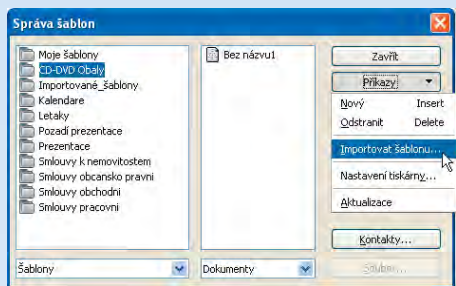 Správa šablon
Moje šablony
CD-DVD Obaly
Importované_šablony
Kalendare
Letaky
Pozadí prezentace
Prezentace
Smlouvy k nemovitostem
Smlouvy obcansko pravni
Smlouvy obchodni
Smlouvy pracovni
Šablony
Bez názvu1
Dokumenty
Zavřít
Příkazy
Nový Insert
Odstranit Delete
Importovat šablonu...
Nastavení tiskárny...
Aktualizace
Kontakty...
Soubor...